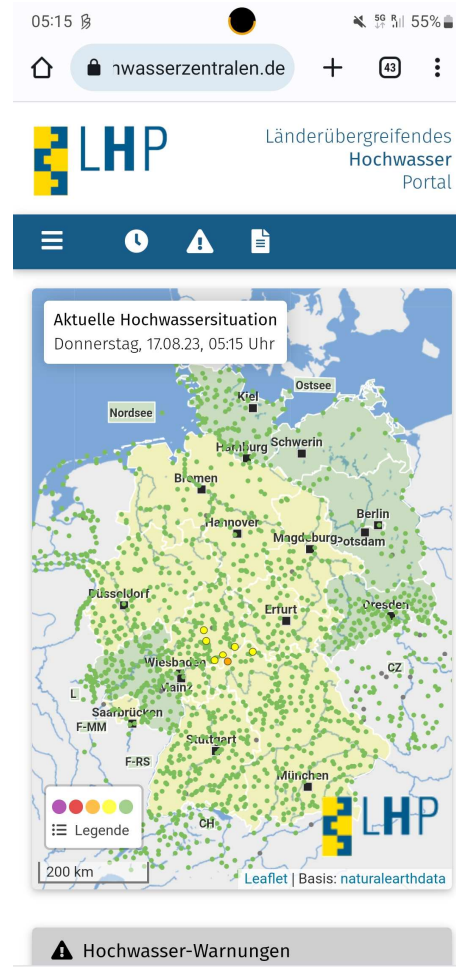 05:15
5G R 55%
nwasserzentralen.de
43
LHP
Länderübergreifendes
Hochwasser
Portal
Aktuelle Hochwassersituation
Donnerstag, 17.08.23, 05:15 Uhr
Ostsee
Kiel
Nordsee
Hamburg
Schwerin
Bremen
Berlin
Hannover
Magdeburg
Potsdam
Düsseldorf
Erfurt
Dresden
Wiesbaden
CZ
Mainz
L
Saarbrücken
F-MM
Stuttgart
F-RS
München
LHP
CH
Legende
200 km
Leaflet | Basis: naturalearthdata
Hochwasser-Warnungen